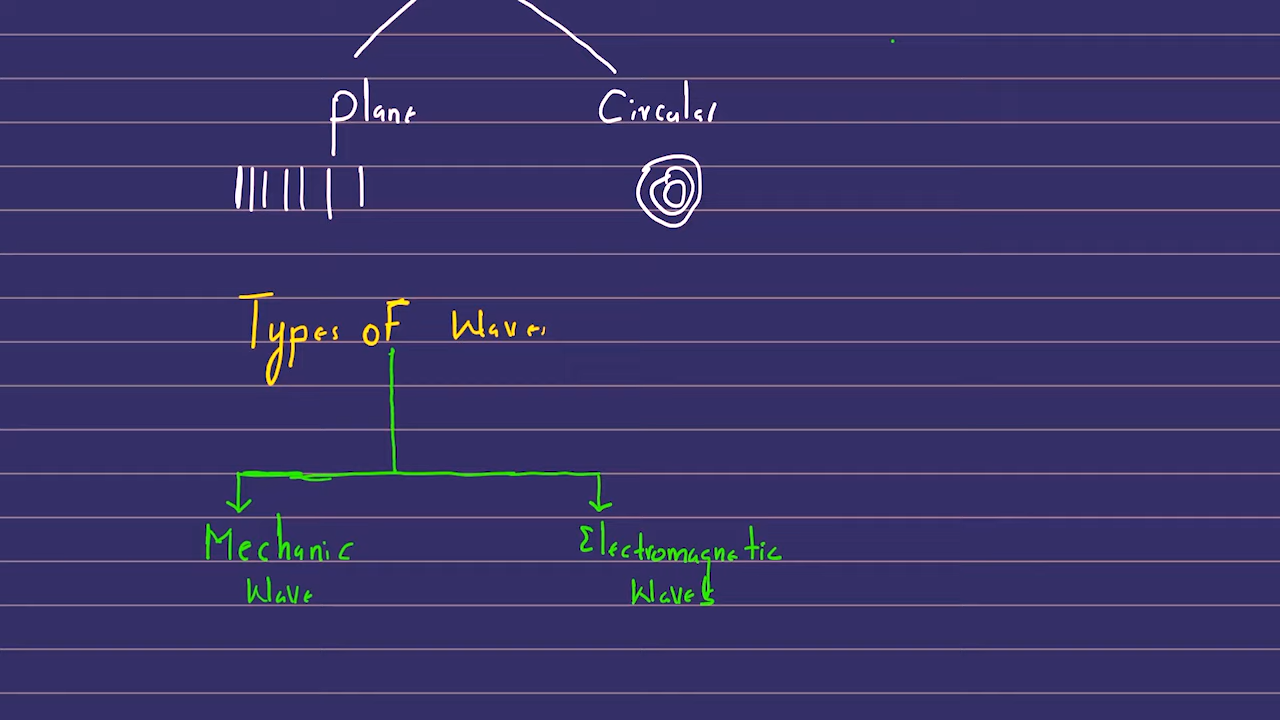 Plane Circular
Types of Waves
Mechanic Electromagnetic
Wave Waves